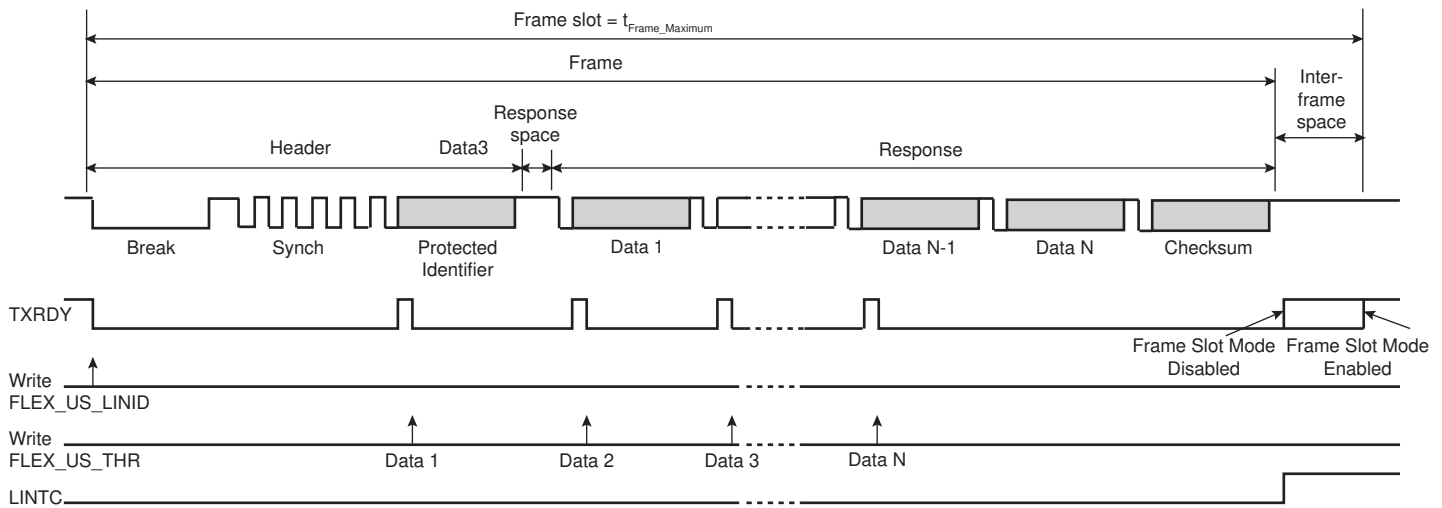 Frame slot = tFrame_Maximum
Frame
Inter-
frame
space
Response
space
Header
Data3
Response
Break
Synch
Protected
Identifier
Data 1
Data N-1
Data N
Checksum
TXRDY
Frame Slot Mode
Disabled
Frame Slot Mode
Enabled
Write
FLEX_US_LINID
Write
FLEX_US_THR
Data 1
Data 2
Data 3
Data N
LINTC